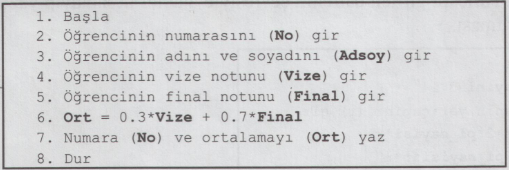 1. Başla
2. Öğrencinin numarasını (No) gir
3. Öğrencinin adını ve soyadını (Adsoy) gir
4. Öğrencinin vize notunu (Vize) gir
5. Öğrencinin final notunu (Final) gir
6. Ort = 0.3*Vize + 0.7*Final
7. Numara (No) ve ortalamayı (Ort) yaz
8. Dur